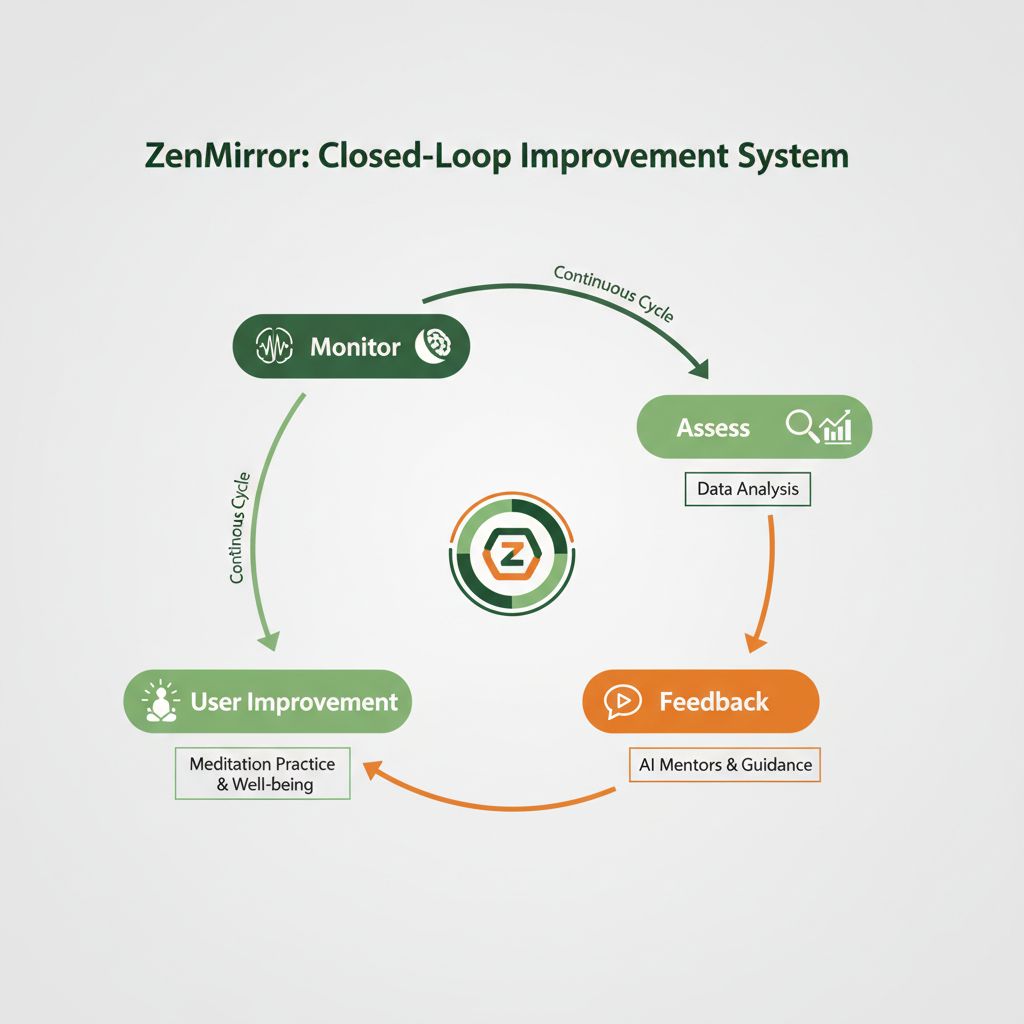 ZenMirror: Closed-Loop Improvement System
Continuous Cycle
Monitor
Assess
Data Analysis
Continous Cycle
Z
User Improvement
Meditation Practice
& Well-being
Feedback
AI Mentors & Guidance